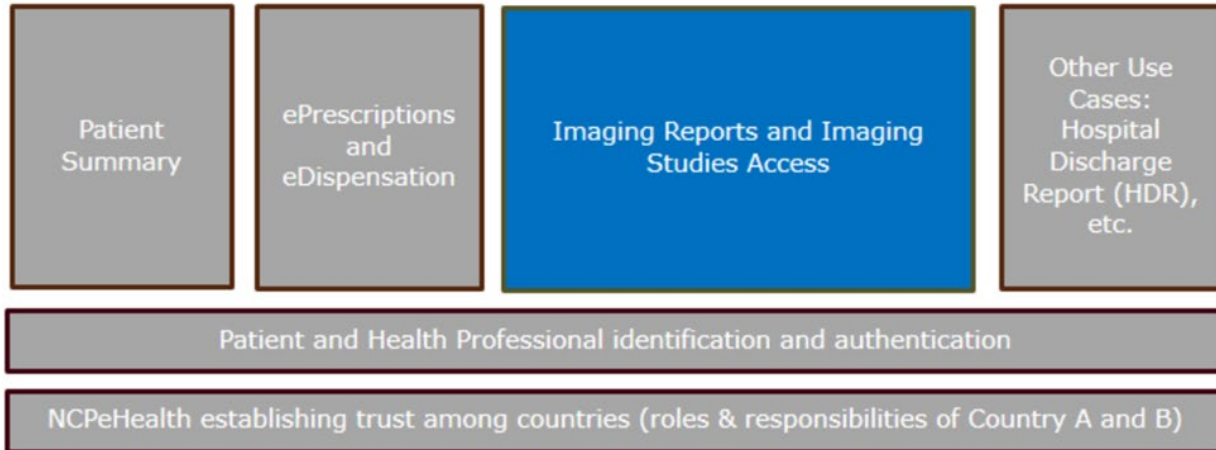 Patient
Summary
ePrescriptions
and
eDispensation
Imaging Reports and Imaging
Studies Access
Other Use
Cases:
Hospital
Discharge
Report (HDR),
etc.
Patient and Health Professional identification and authentication
NCPeHealth establishing trust among countries (roles & responsibilities of Country A and B)